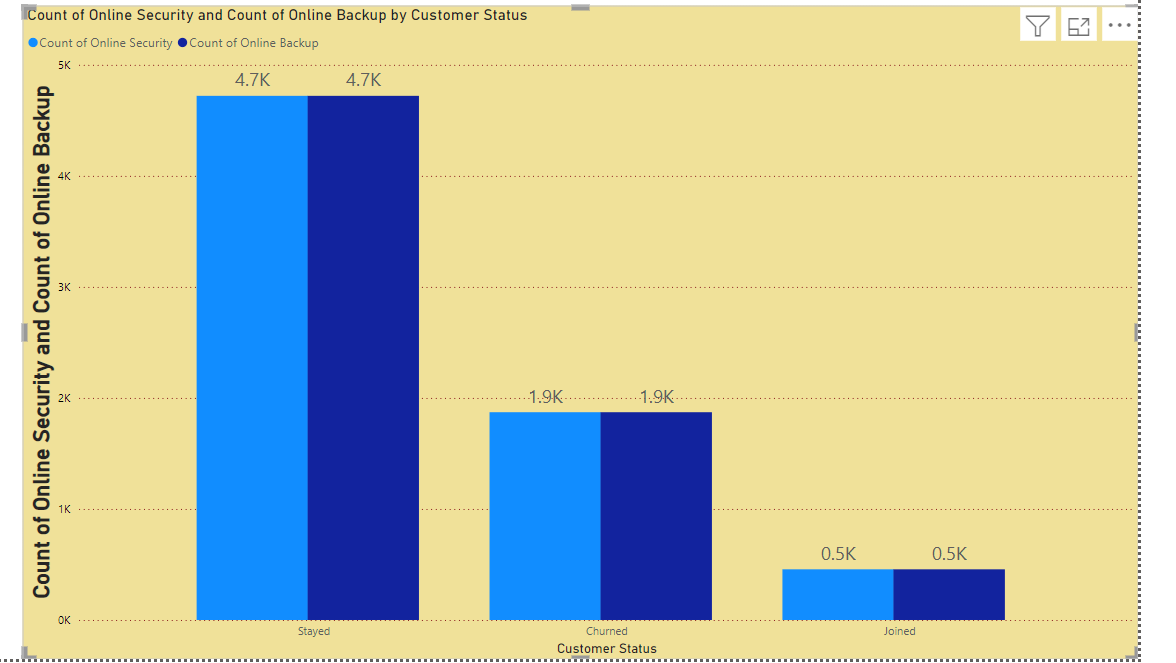 Count of Online Security and Count of Online Backup by Customer Status
Count of Online Security Count of Online Backup
Count of Online Security and Count of Online Backup
5K
4K
3K
2K
1K
0K
4.7K 4.7K
1.9K 1.9K
0.5K 0.5K
Stayed Churned Joined
Customer Status